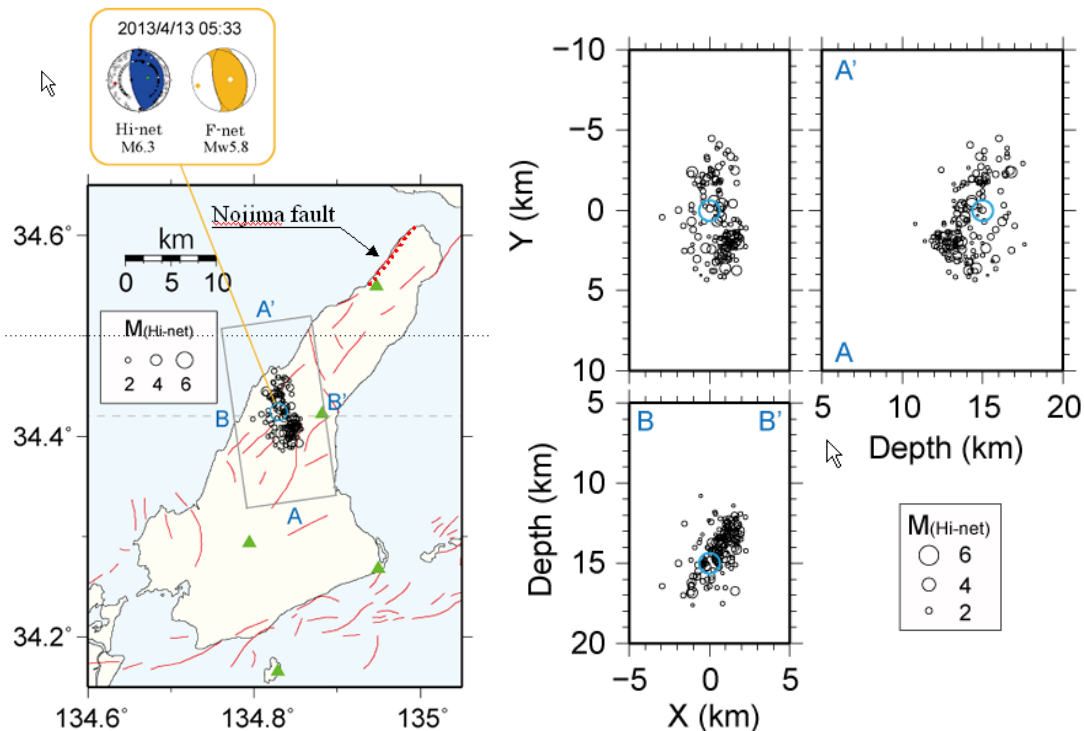 2013/4/13 05:33
Hi-net F-net
M6.3 Mw5.8
Nojima fault
34.6°
34.4°
34.2°
km
0 5 10
M(Hi-net)
2 4 6
A'
B B'
A
134.6° 134.8° 135°
Y (km)
−10
−5
0
5
10
A'
A
5 10 15 20
Depth (km)
Depth (km)
5
10
15
20
B B'
−5 0 5
X (km)
M(Hi-net)
6
4
2